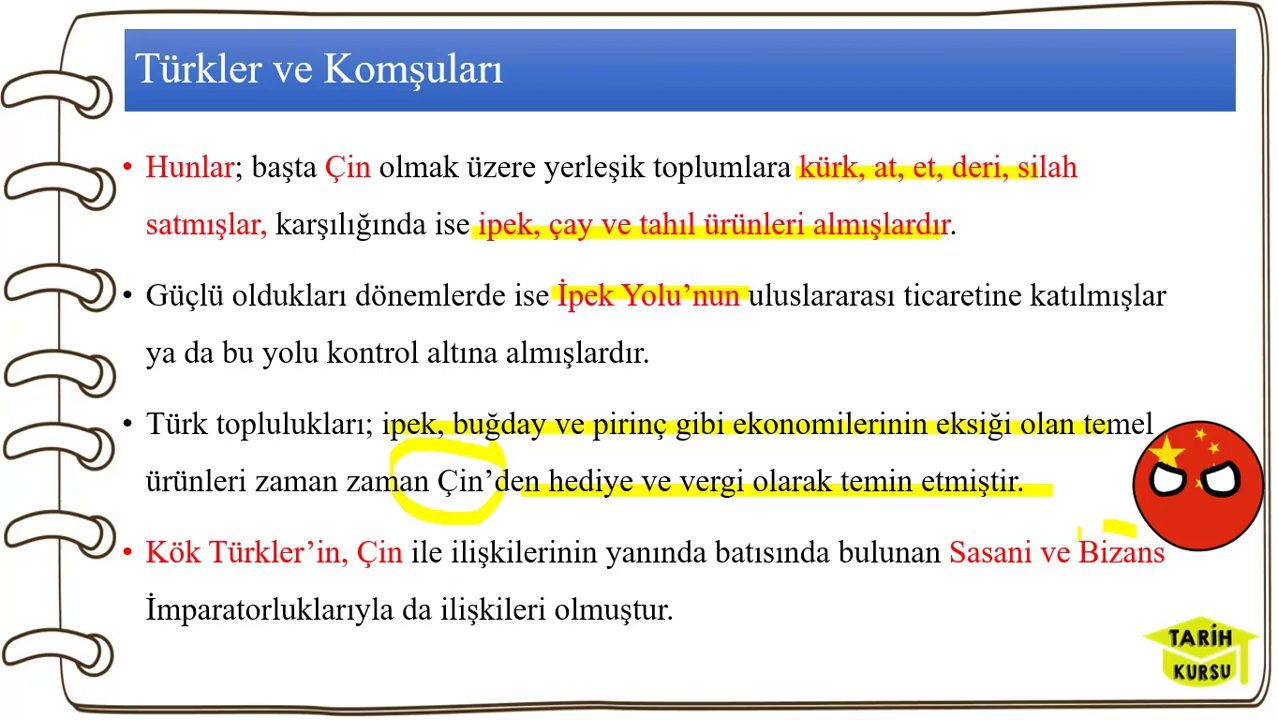 Türkler ve Komşuları
• Hunlar; başta Çin olmak üzere yerleşik toplumlara kürk, at, et, deri, silah
satmışlar, karşılığında ise ipek, çay ve tahıl ürünleri almışlardır.
• Güçlü oldukları dönemlerde ise İpek Yolu’nun uluslararası ticaretine katılmışlar
ya da bu yolu kontrol altına almışlardır.
• Türk toplulukları; ipek, buğday ve pirinç gibi ekonomilerinin eksiği olan temel
ürünleri zaman zaman Çin’den hediye ve vergi olarak temin etmiştir.
• Kök Türkler’in, Çin ile ilişkilerinin yanında batısında bulunan Sasani ve Bizans
İmparatorluklarıyla da ilişkileri olmuştur.
TARİH
KURSU